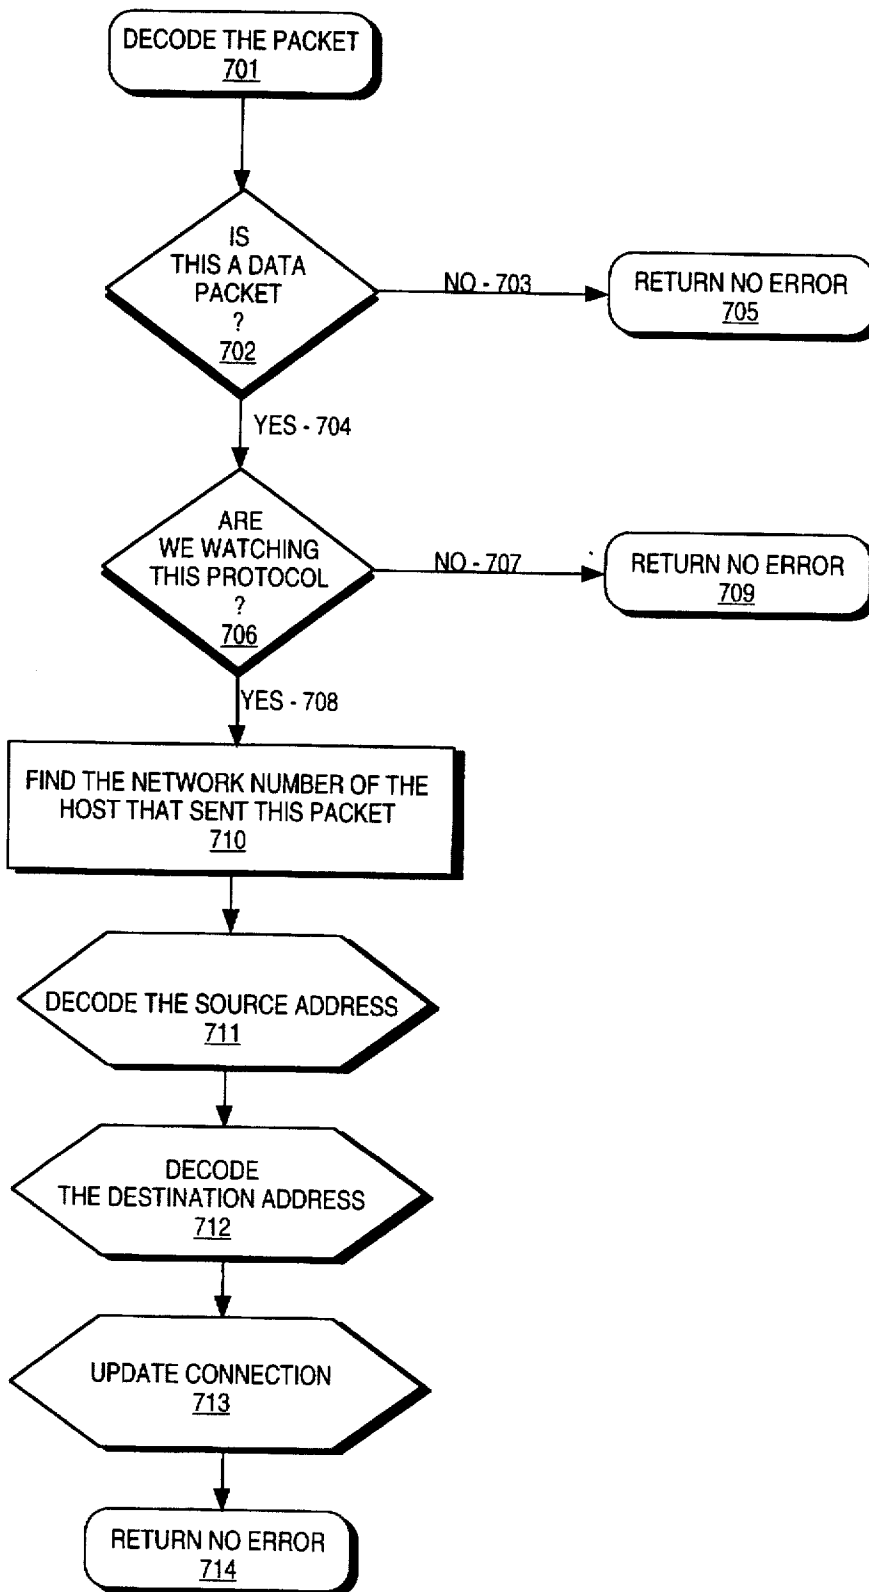 DECODE THE PACKET
701
IS
THIS A DATA
PACKET
?
702
NO - 703
RETURN NO ERROR
705
YES - 704
ARE
WE WATCHING
THIS PROTOCOL
?
706
NO - 707
RETURN NO ERROR
709
YES - 708
FIND THE NETWORK NUMBER OF THE
HOST THAT SENT THIS PACKET
710
DECODE THE SOURCE ADDRESS
711
DECODE
THE DESTINATION ADDRESS
712
UPDATE CONNECTION
713
RETURN NO ERROR
714